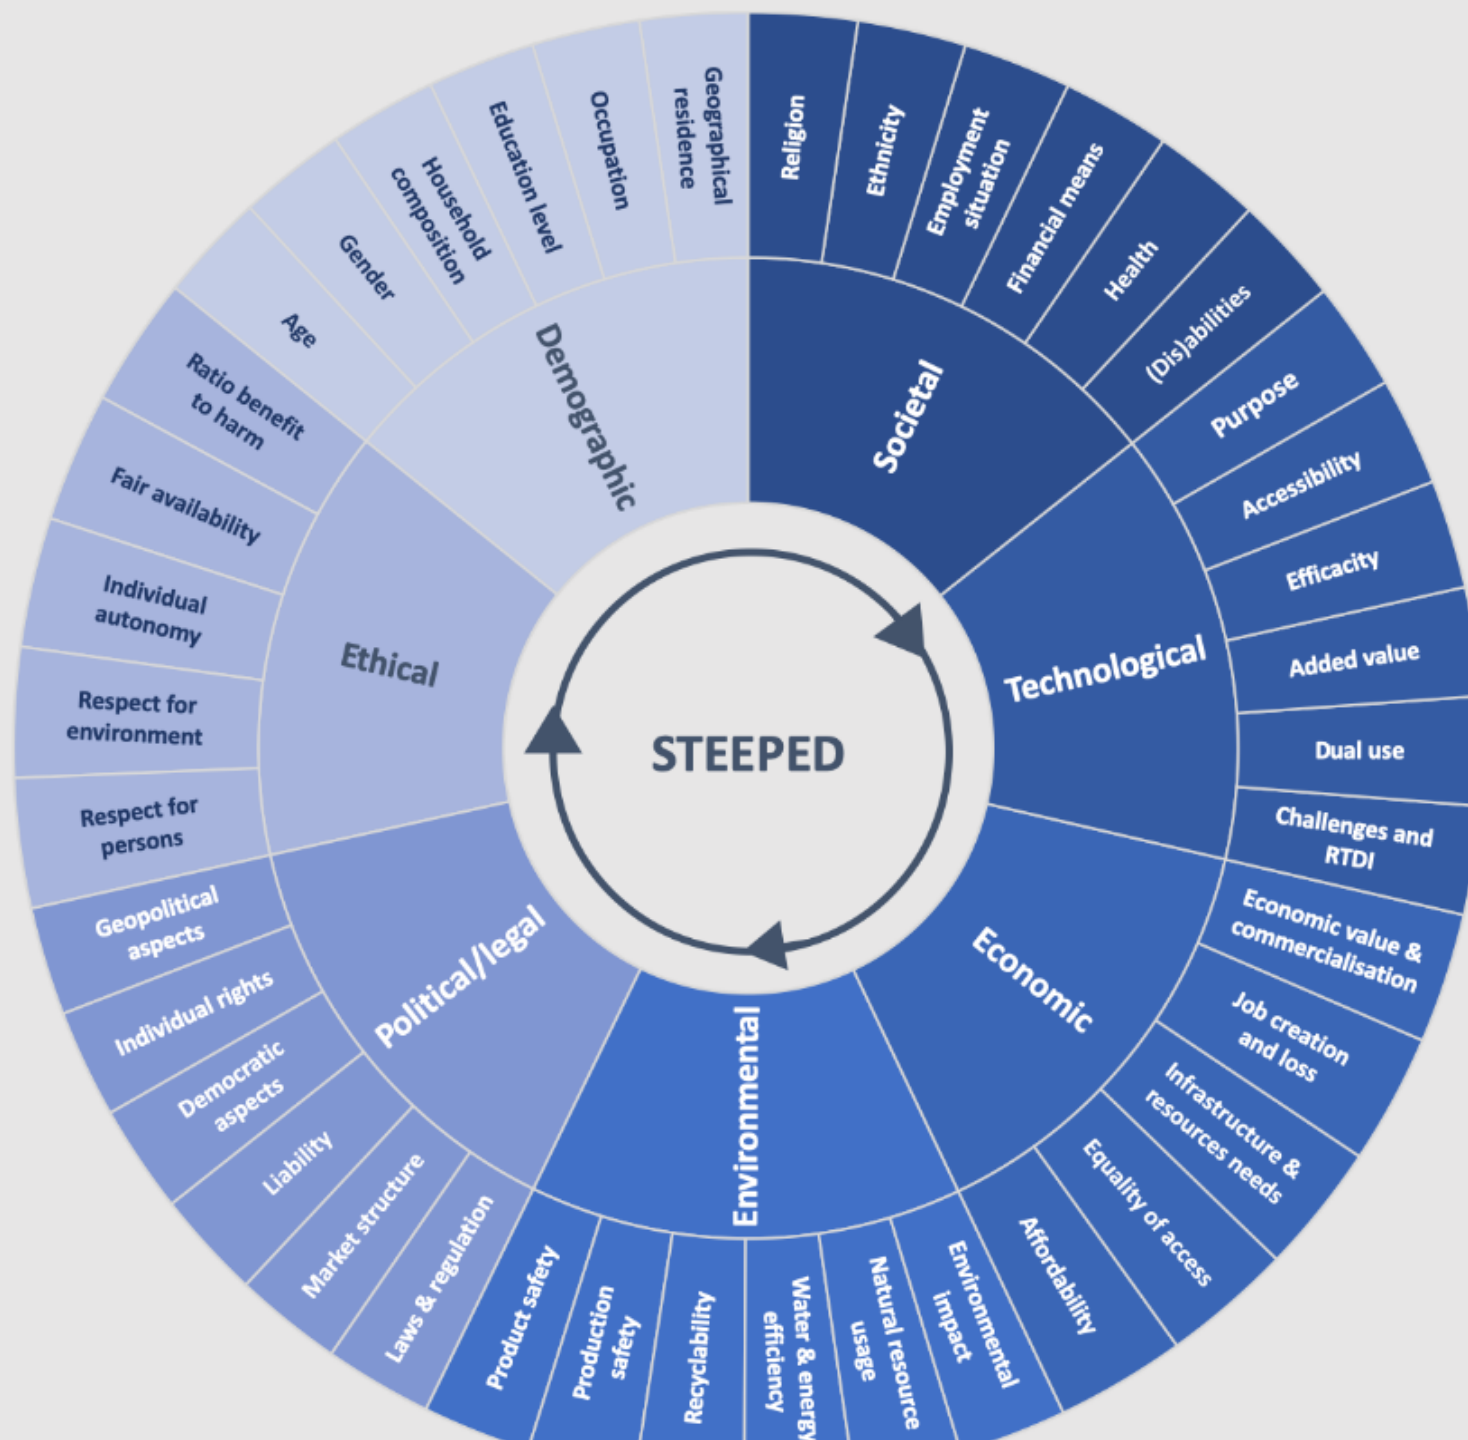 STEEPED
Societal
Religion
Ethnicity
Employment
situation
Financial means
Health
(Dis)abilities
Technological
Purpose
Accessibility
Efficacity
Added value
Dual use
Challenges and
RTDI
Economic
Economic value &
commercialisation
Job creation
and loss
Infrastructure &
resources needs
Equality of access
Affordability
Environmental
Environmental
impact
Natural resource
usage
Water & energy
efficiency
Recyclability
Production
safety
Product safety
Political/legal
Laws & regulation
Market structure
Liability
Democratic
aspects
Individual rights
Geopolitical
aspects
Ethical
Respect for
persons
Respect for
environment
Individual
autonomy
Fair availability
Ratio benefit
to harm
Demographic
Age
Gender
Household
composition
Education level
Occupation
Geographical
residence